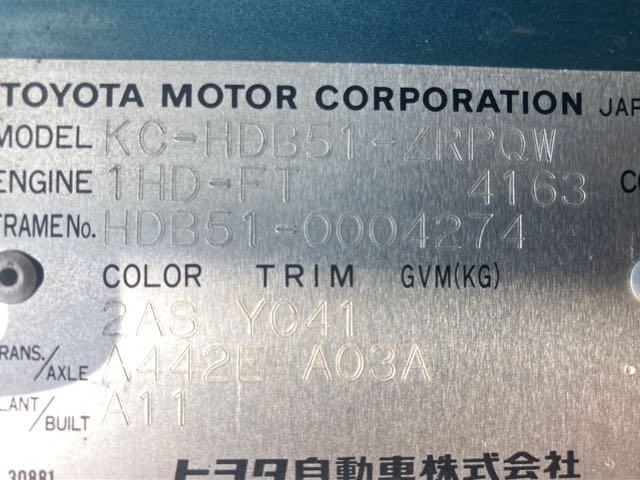 TOYOTA MOTOR CORPORATION JAP
MODEL KC-HDB51-ZRPQW
ENGINE 1HD-FT 4163 CC
FRAME No. HDB51-0004274
COLOR TRIM GVM(KG)
2AS YC41
TRANS./AXLE A442E A03A
PLANT/BUILT A11
30881 トヨタ自動車株式会社